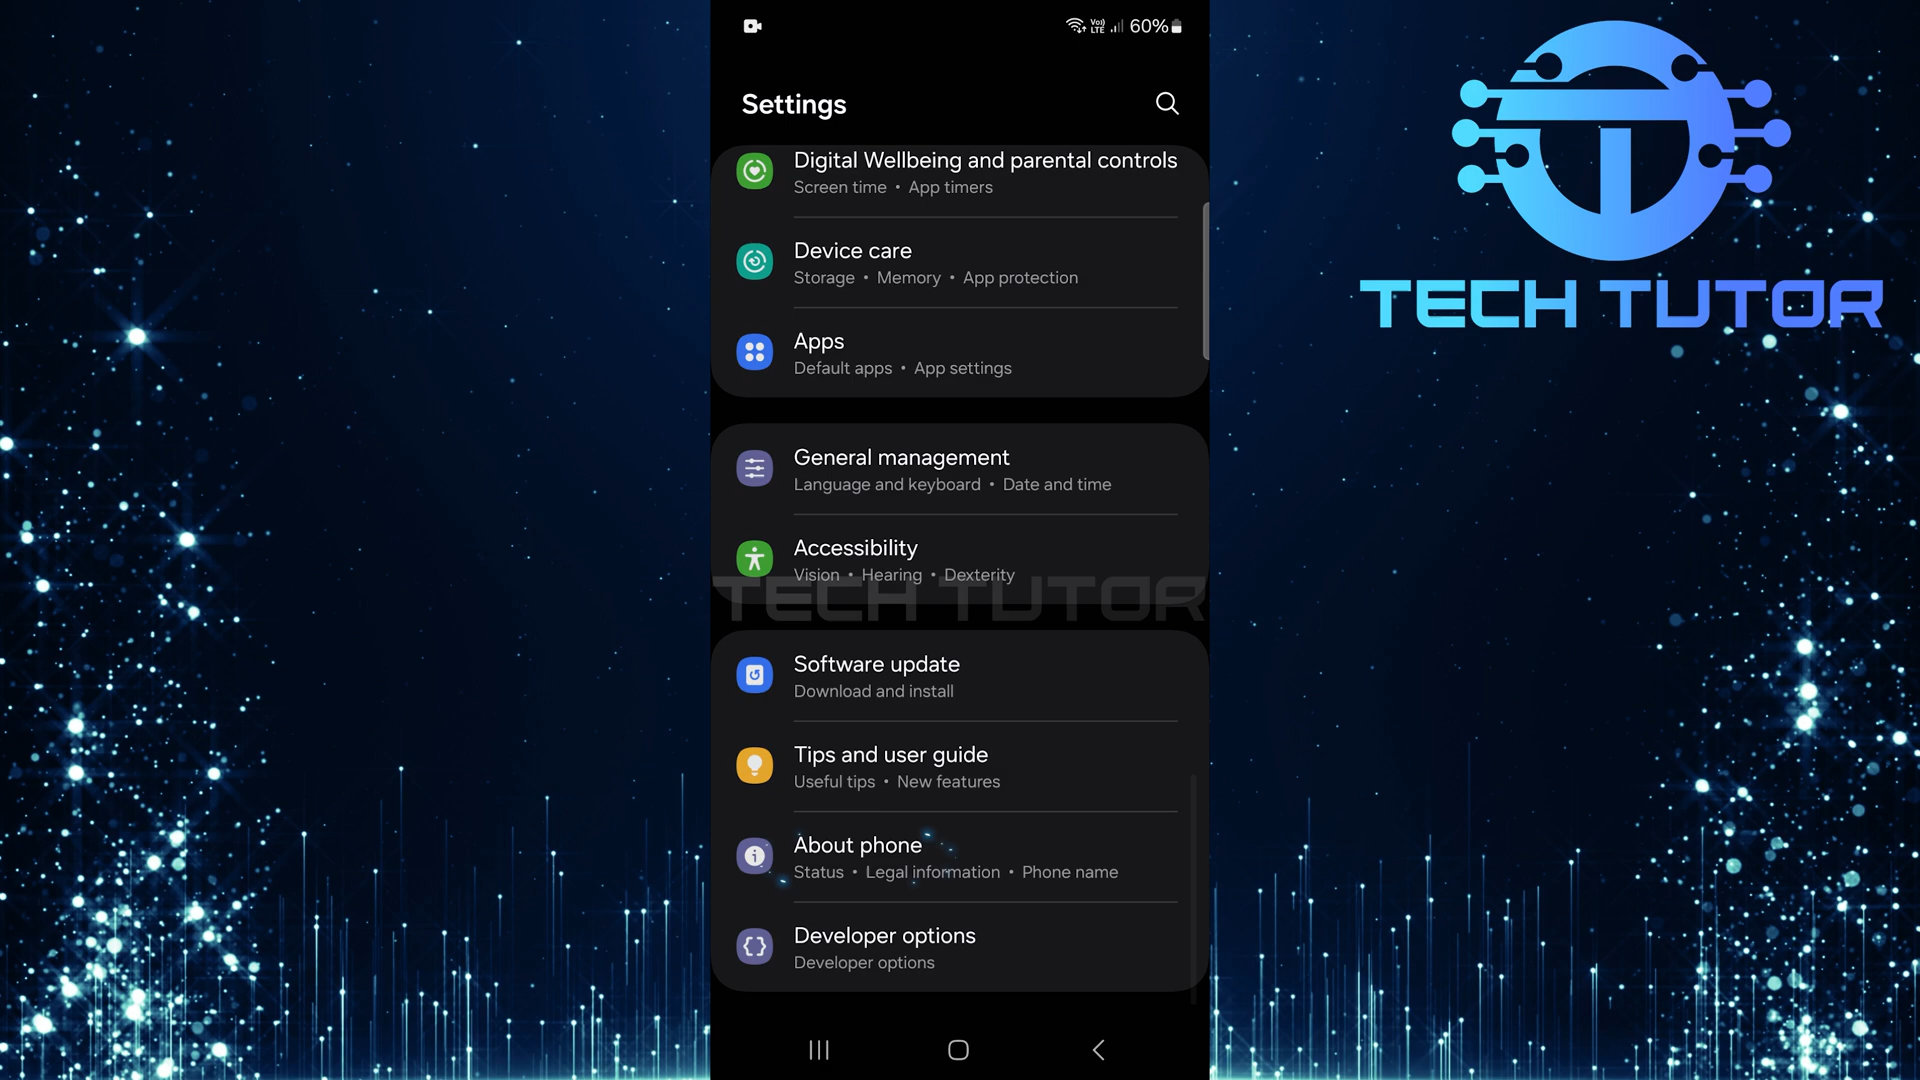 Vo))
LTE
60%
Settings
Digital Wellbeing and parental controls
Screen time • App timers
Device care
Storage • Memory • App protection
Apps
Default apps • App settings
General management
Language and keyboard • Date and time
Accessibility
Vision • Hearing • Dexterity
TECH TUTOR
Software update
Download and install
Tips and user guide
Useful tips • New features
About phone
Status • Legal information • Phone name
Developer options
Developer options
TECH TUTOR